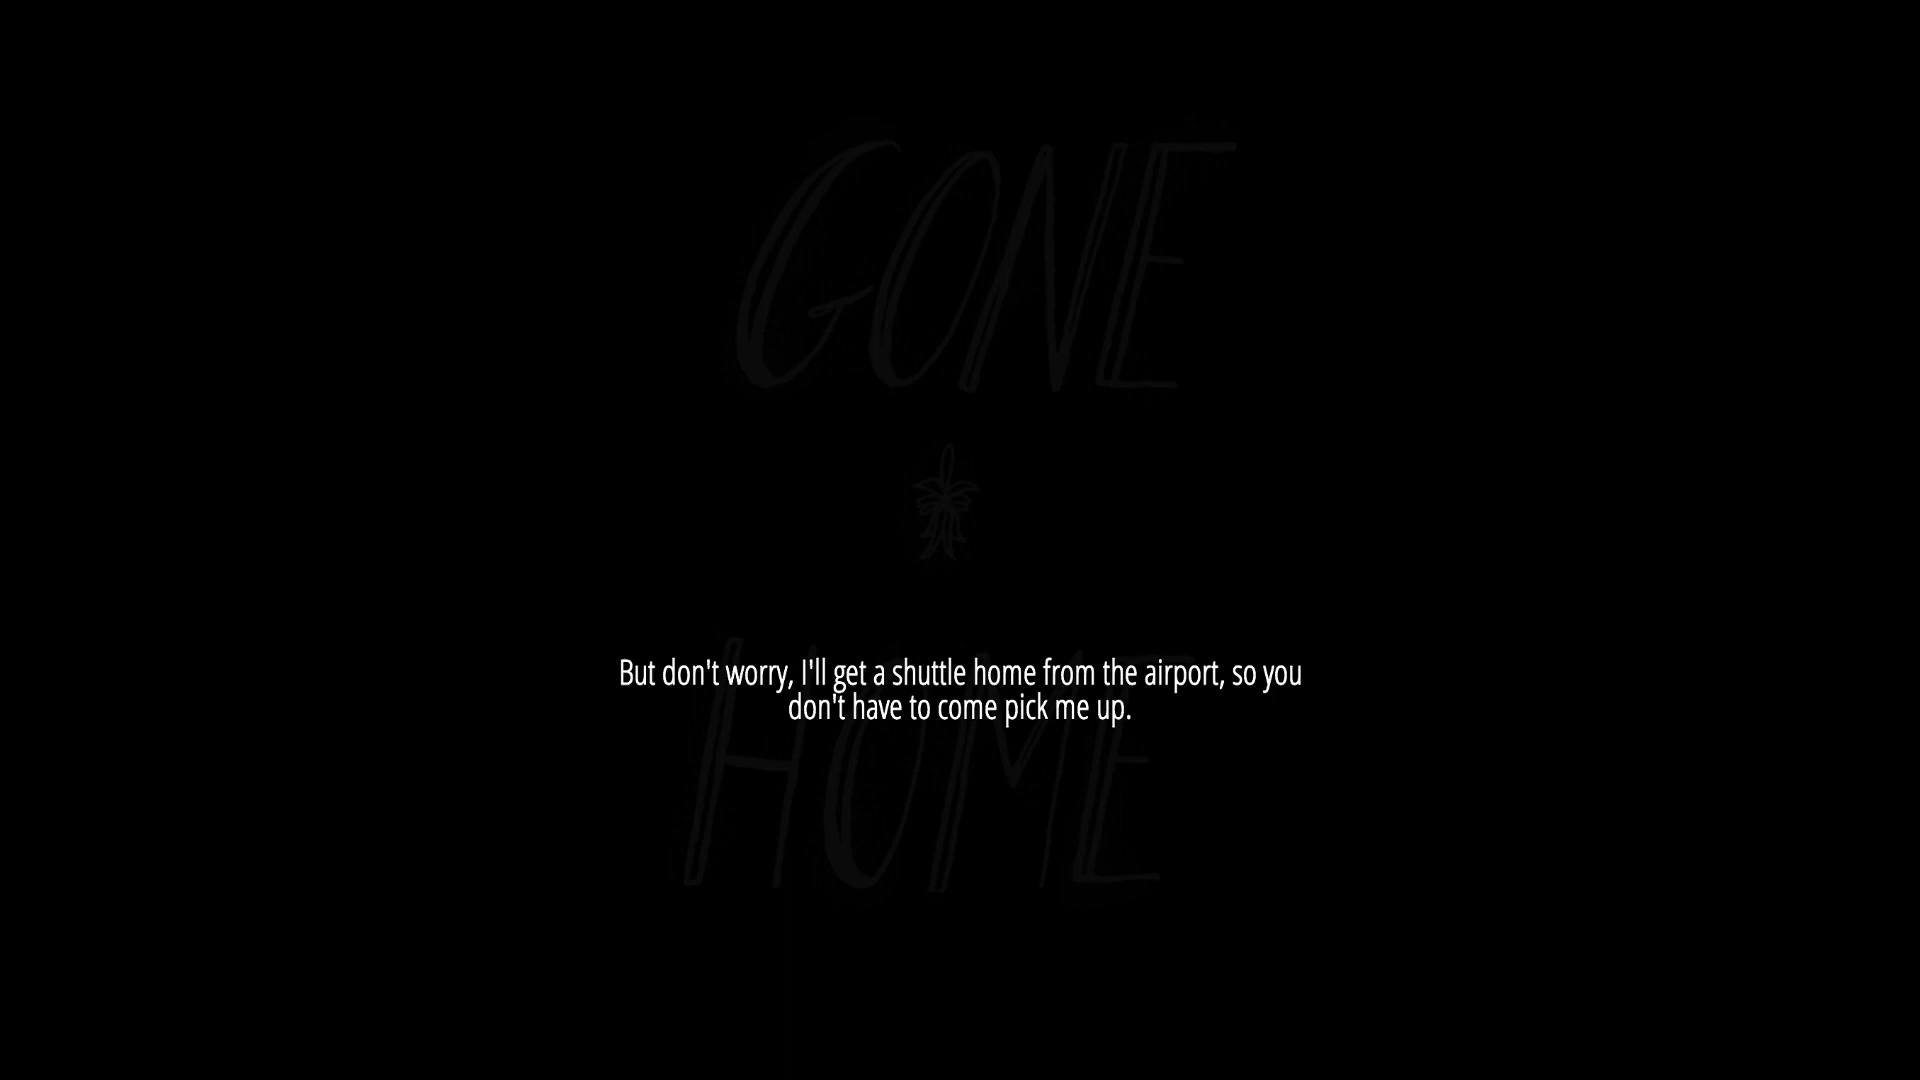 GONE
HOME
But don't worry, I'll get a shuttle home from the airport, so you
don't have to come pick me up.